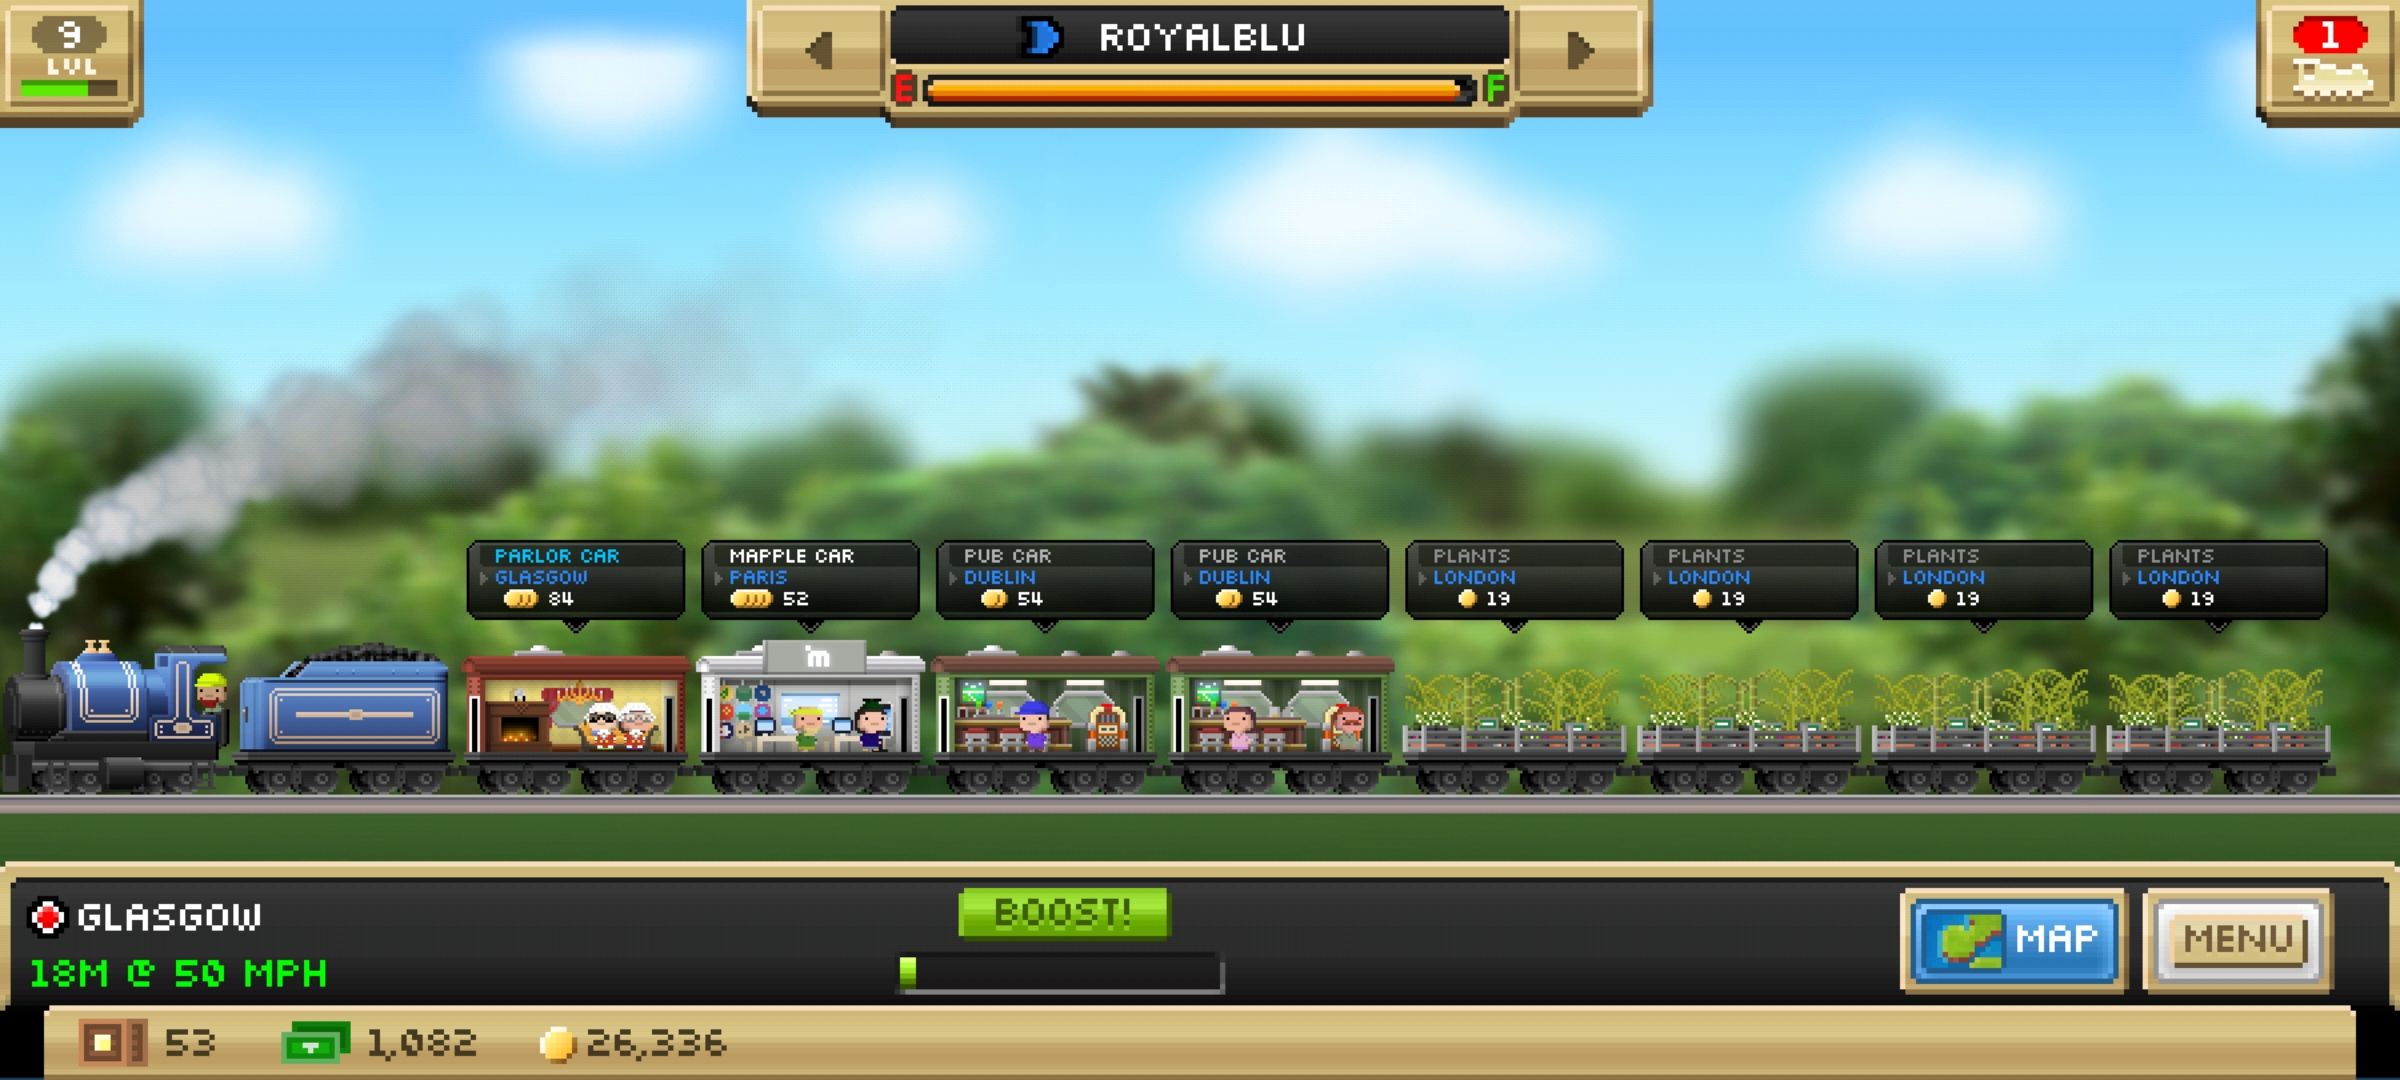 9
LVL
ROYALBLU
E
F
1
PARLOR CAR
GLASGOW
84
MAPPLE CAR
PARIS
52
PUB CAR
DUBLIN
54
PUB CAR
DUBLIN
54
PLANTS
LONDON
19
PLANTS
LONDON
19
PLANTS
LONDON
19
PLANTS
LONDON
19
m
GLASGOW
18M @ 50 MPH
BOOST!
MAP
MENU
53
1,082
26,336